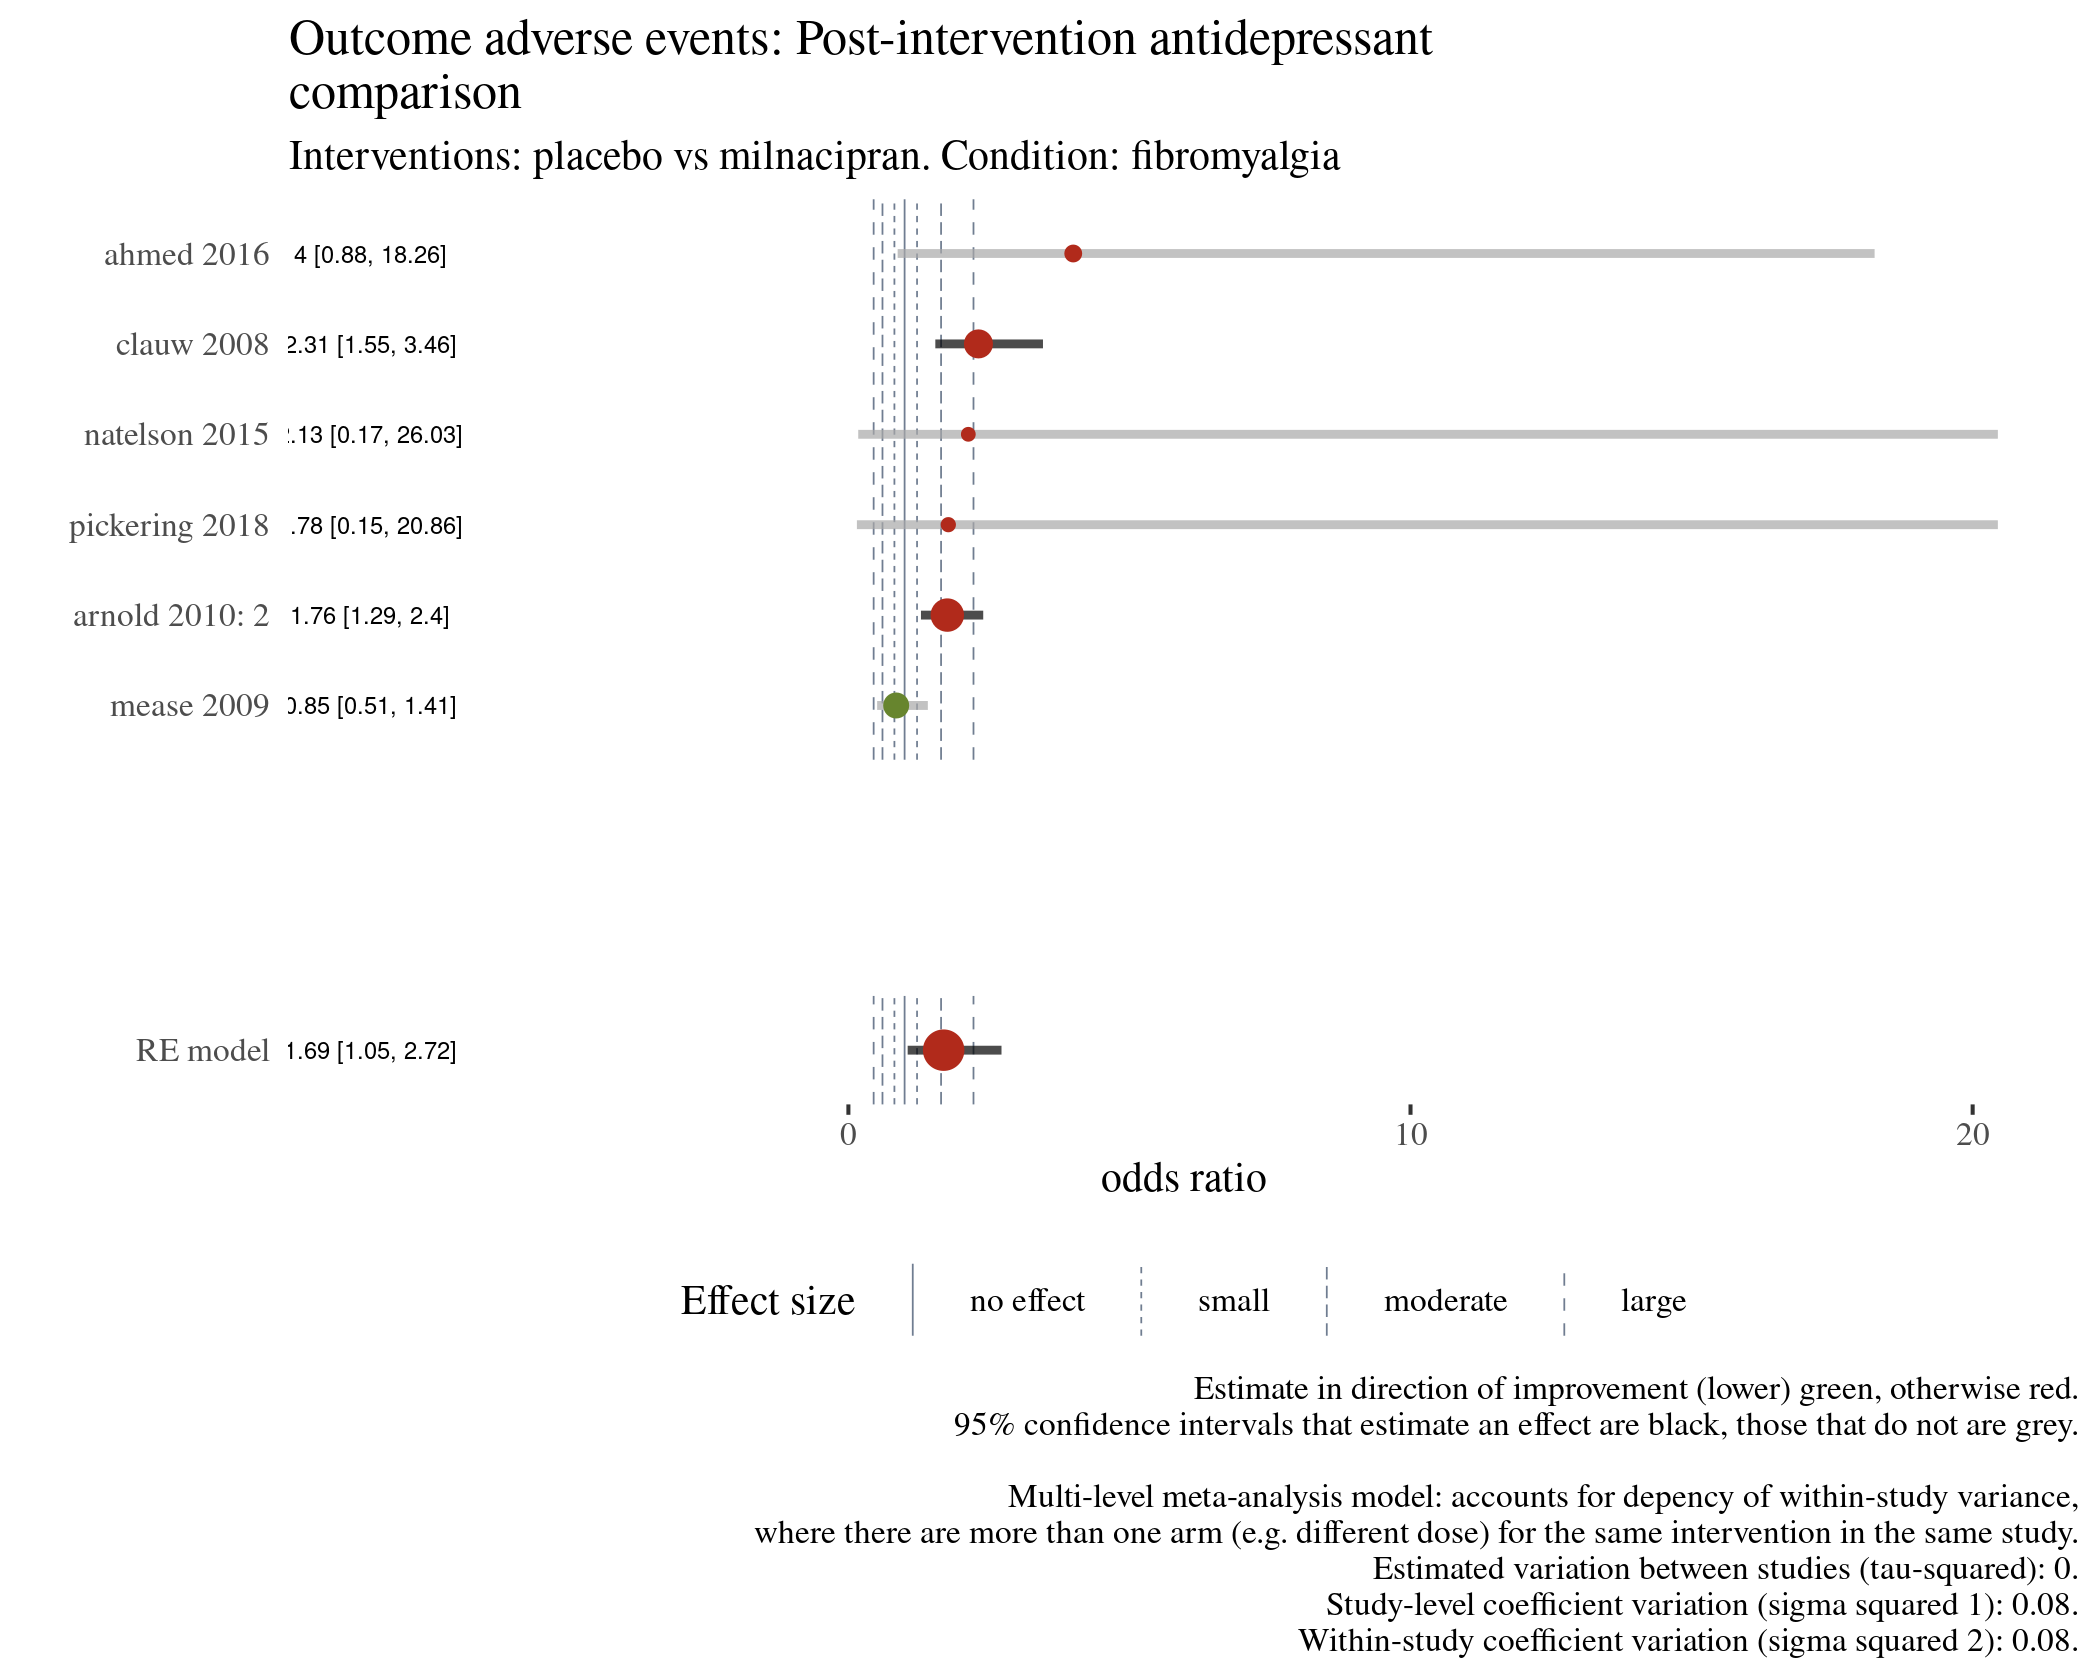 Outcome adverse events: Post-intervention antidepressant
comparison
Interventions: placebo vs milnacipran. Condition: fibromyalgia
ahmed 2016 4 [0.88, 18.26]
clauw 2008 2.31 [1.55, 3.46]
natelson 2015 .13 [0.17, 26.03]
pickering 2018 .78 [0.15, 20.86]
arnold 2010: 2 1.76 [1.29, 2.4]
mease 2009 0.85 [0.51, 1.41]
RE model 1.69 [1.05, 2.72]
0 10 20
odds ratio
Effect size no effect small moderate large
Estimate in direction of improvement (lower) green, otherwise red.
95% confidence intervals that estimate an effect are black, those that do not are grey.
Multi-level meta-analysis model: accounts for depency of within-study variance,
where there are more than one arm (e.g. different dose) for the same intervention in the same study.
Estimated variation between studies (tau-squared): 0.
Study-level coefficient variation (sigma squared 1): 0.08.
Within-study coefficient variation (sigma squared 2): 0.08.